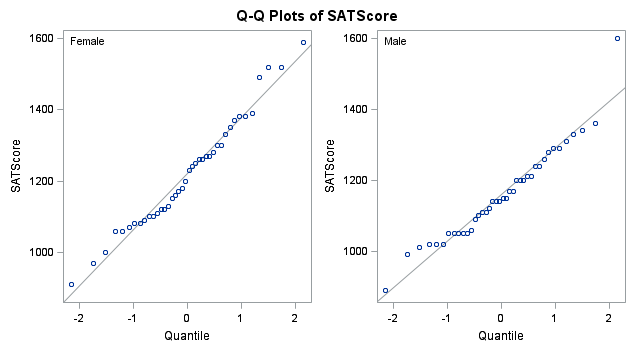 Q-Q Plots of SATScore
Female
SATScore
1600
1400
1200
1000
-2 -1 0 1 2
Quantile
Male
SATScore
1600
1400
1200
1000
-2 -1 0 1 2
Quantile